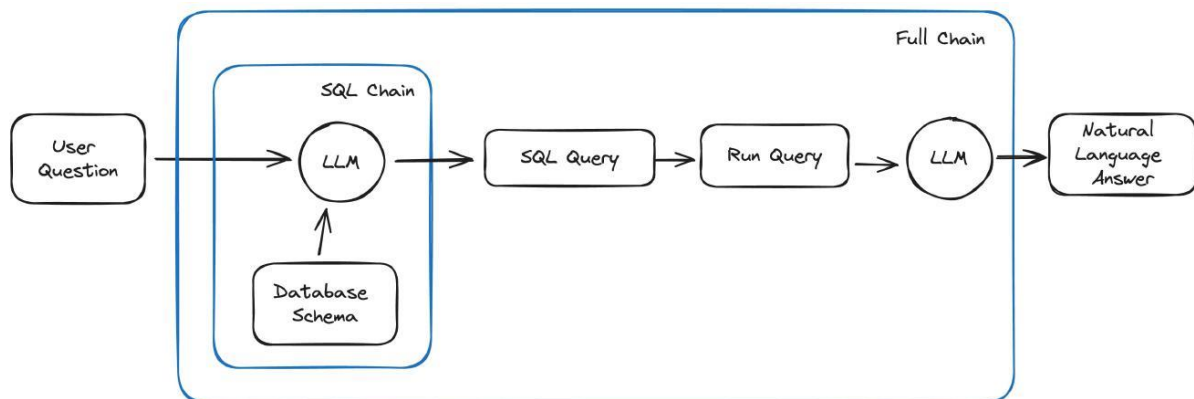 Full Chain
SQL Chain
User
Question
LLM
SQL Query
Run Query
LLM
Natural
Language
Answer
Database
Schema